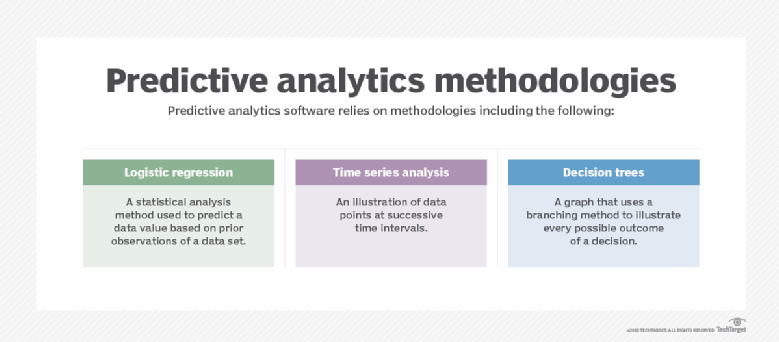 Predictive analytics methodologies
Predictive analytics software relies on methodologies including the following:
Logistic regression
A statistical analysis
method used to predict a
data value based on prior
observations of a data set.
Time series analysis
An illustration of data
points at successive
time intervals.
Decision trees
A graph that uses a
branching method to illustrate
every possible outcome
of a decision.
TECHTARGET. ALL RIGHTS RESERVED TechTarget